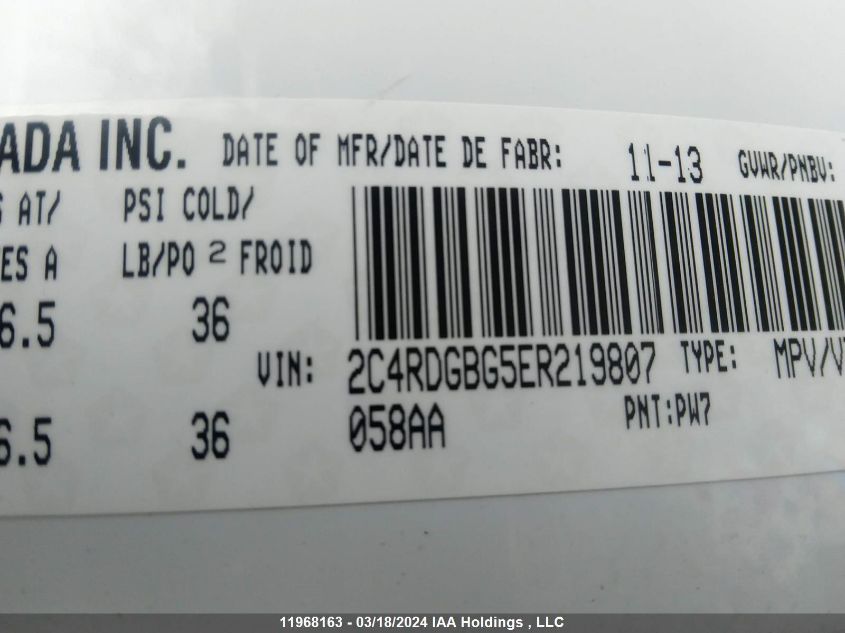 ADA INC. DATE OF MFR/DATE DE FABR: 11-13 GVWR/PNBV:
AT/ PSI COLD/
ES A LB/PO 2 FROID
6.5 36
VIN: 2C4RDGBG5ER219807 TYPE: MPV/
6.5 36 058AA PNT:PW7
11968163 - 03/18/2024 IAA Holdings , LLC